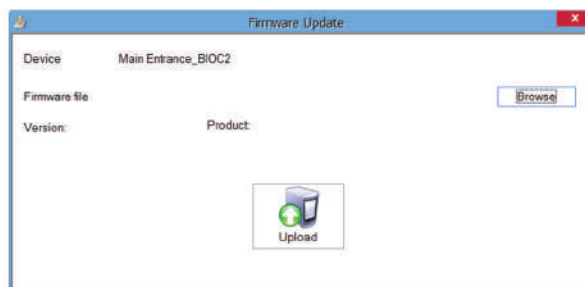 Firmware Update
x
Device Main Entrance_BIOC2
Firmware file Browse
Version: Product:
Upload